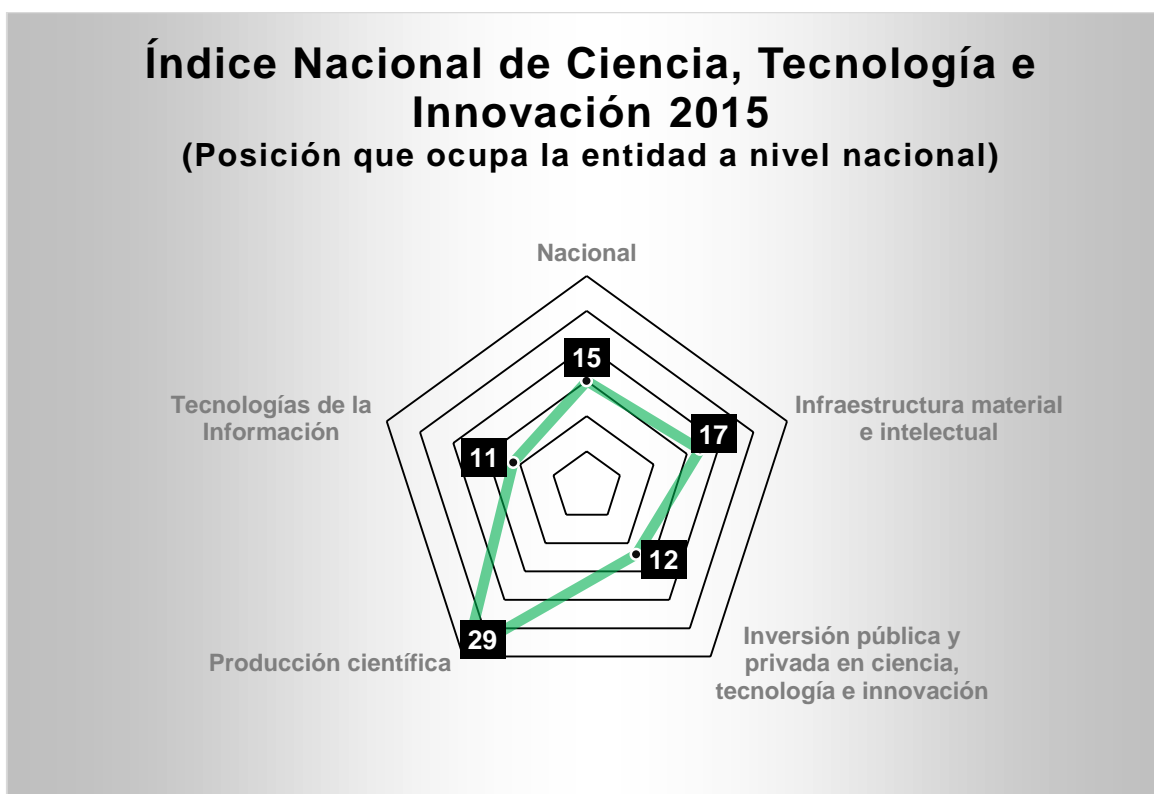 Índice Nacional de Ciencia, Tecnología e
Innovación 2015
(Posición que ocupa la entidad a nivel nacional)
Nacional
15
Tecnologías de la
Información
Infraestructura material
e intelectual
17
11
12
29
Producción científica
Inversión pública y
privada en ciencia,
tecnología e innovación